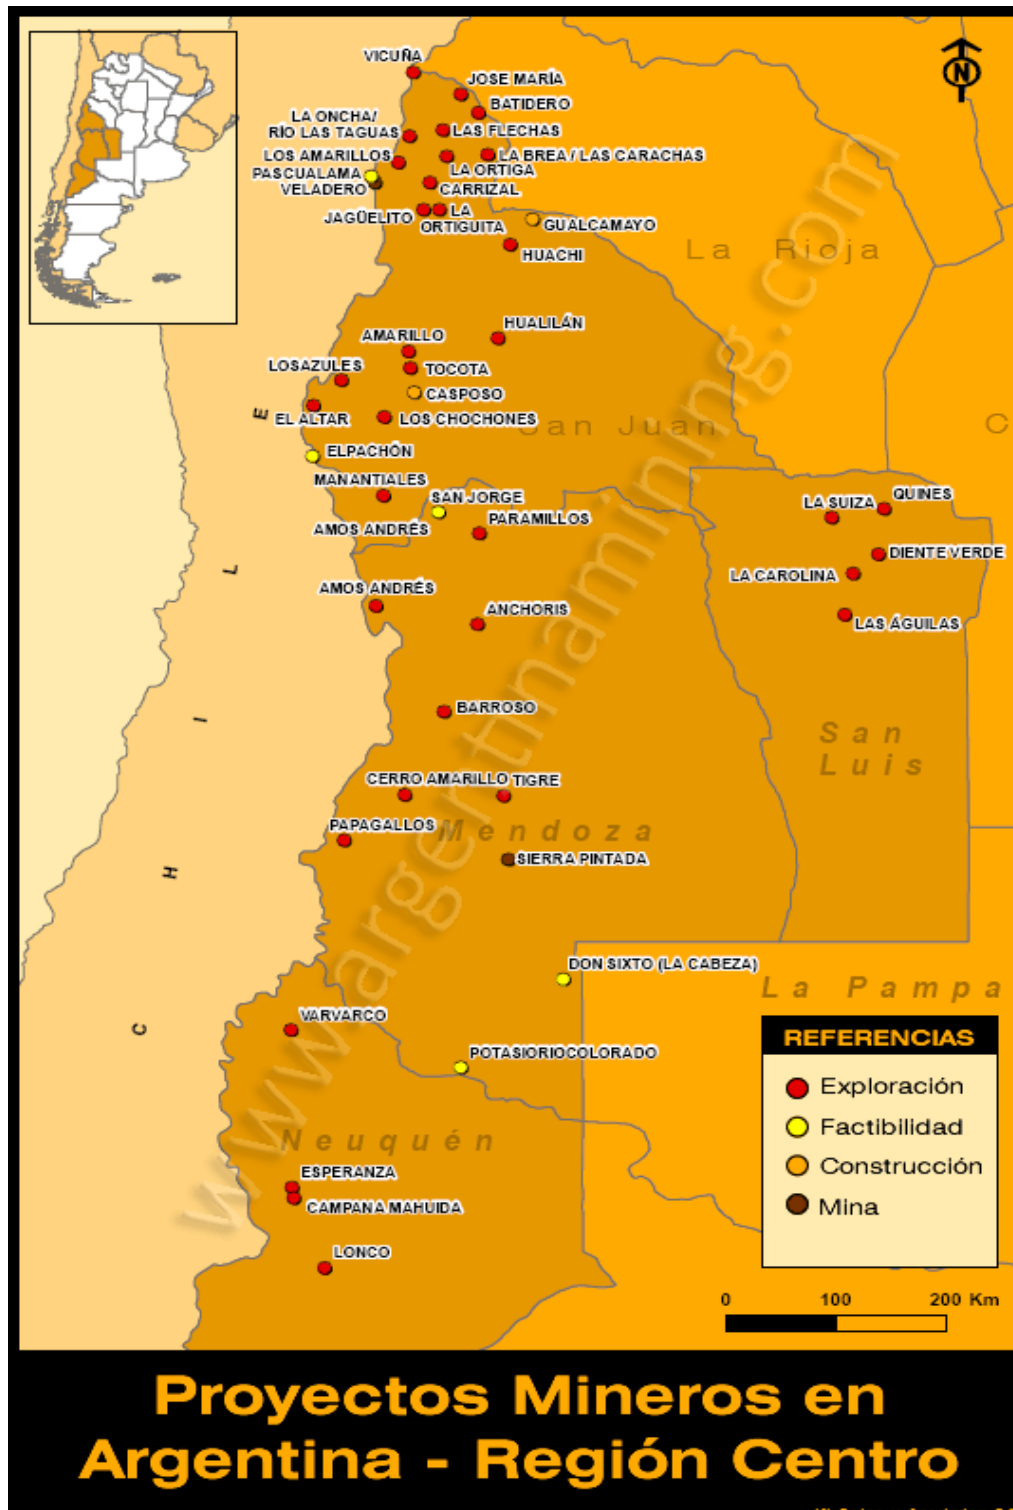 N
VICUÑA
JOSE MARÍA
BATIDERO
LA ONCHA/
RÍO LAS TAGUAS
LAS FLECHAS
LOS AMARILLOS
LA BREA / LAS CARACHAS
PASCUALAMA
LA ORTIGA
VELADERO
CARRIZAL
JAGÜELITO
LA
ORTIGUITA
GUALCAMAYO
HUACHI
La Rioja
HUALILÁN
AMARILLO
LOSAZULES
TOCOTA
CASPOSO
EL ALTAR
LOS CHOCHONES
San Juan
C
ELPACHÓN
MANANTIALES
SAN JORGE
AMOS ANDRÉS
PARAMILLOS
LA SUIZA
QUINES
DIENTE VERDE
LA CAROLINA
LAS ÁGUILAS
AMOS ANDRÉS
ANCHORIS
BARROSO
San
Luis
CERRO AMARILLO
TIGRE
PAPAGALLOS
Mendoza
SIERRA PINTADA
DON SIXTO (LA CABEZA)
La Pampa
VARVARCO
POTASIORIOCOLORADO
Neuquén
ESPERANZA
CAMPANA MAHUIDA
LONCO
CHILE
www.argentinamining.com
REFERENCIAS
Exploración
Factibilidad
Construcción
Mina
0 100 200 Km
Proyectos Mineros en
Argentina - Región Centro